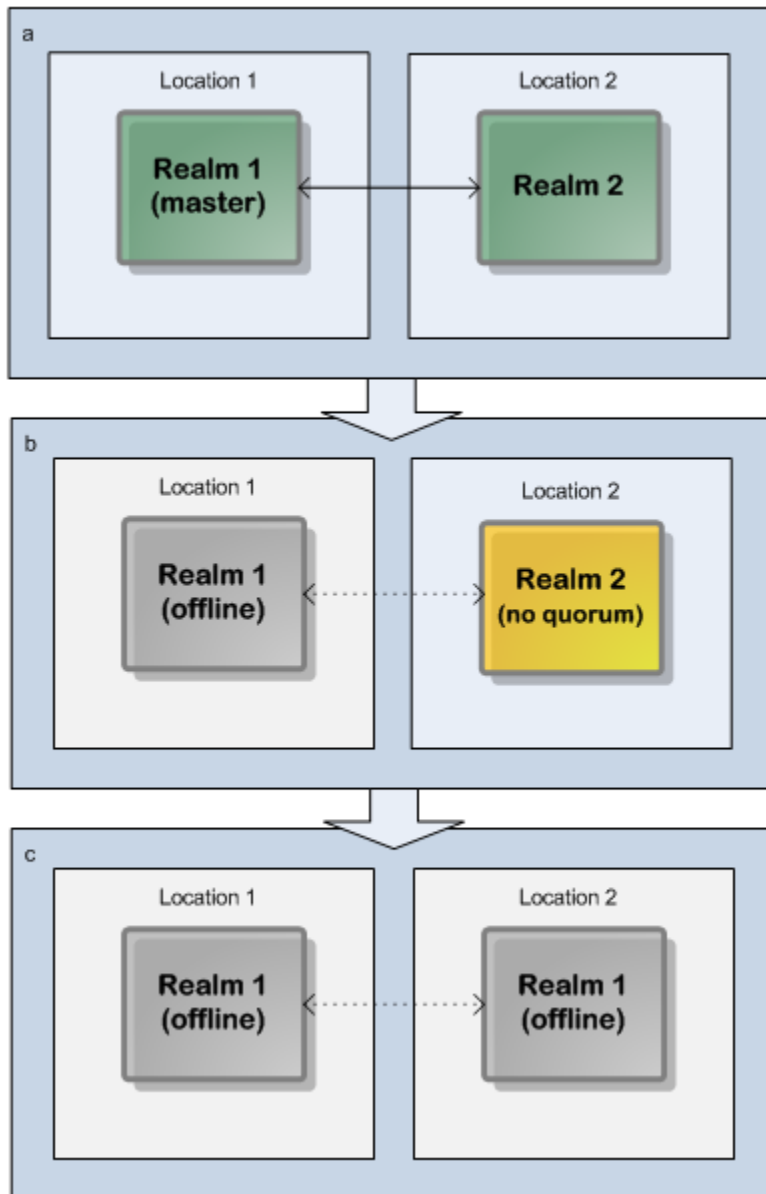 a
Location 1
Location 2
Realm 1
(master)
Realm 2
b
Location 1
Location 2
Realm 1
(offline)
Realm 2
(no quorum)
c
Location 1
Location 2
Realm 1
(offline)
Realm 1
(offline)